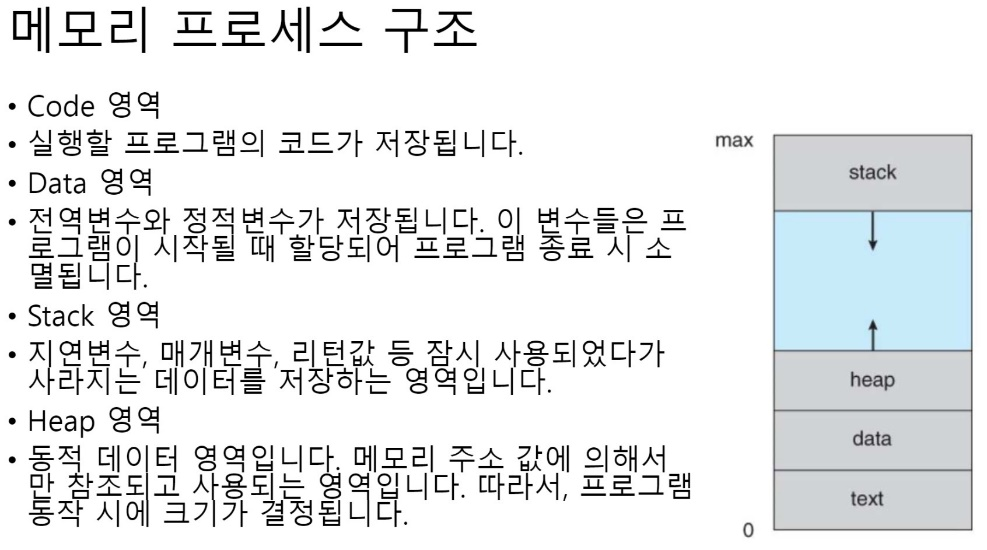 메모리 프로세스 구조
• Code 영역
• 실행할 프로그램의 코드가 저장됩니다.
• Data 영역
• 전역변수와 정적변수가 저장됩니다. 이 변수들은 프
로그램이 시작될 때 할당되어 프로그램 종료 시 소
멸됩니다.
• Stack 영역
• 지연변수, 매개변수, 리턴값 등 잠시 사용되었다가
사라지는 데이터를 저장하는 영역입니다.
• Heap 영역
• 동적 데이터 영역입니다. 메모리 주소 값에 의해서
만 참조되고 사용되는 영역입니다. 따라서, 프로그램
동작 시에 크기가 결정됩니다.
max
stack
heap
data
text
0